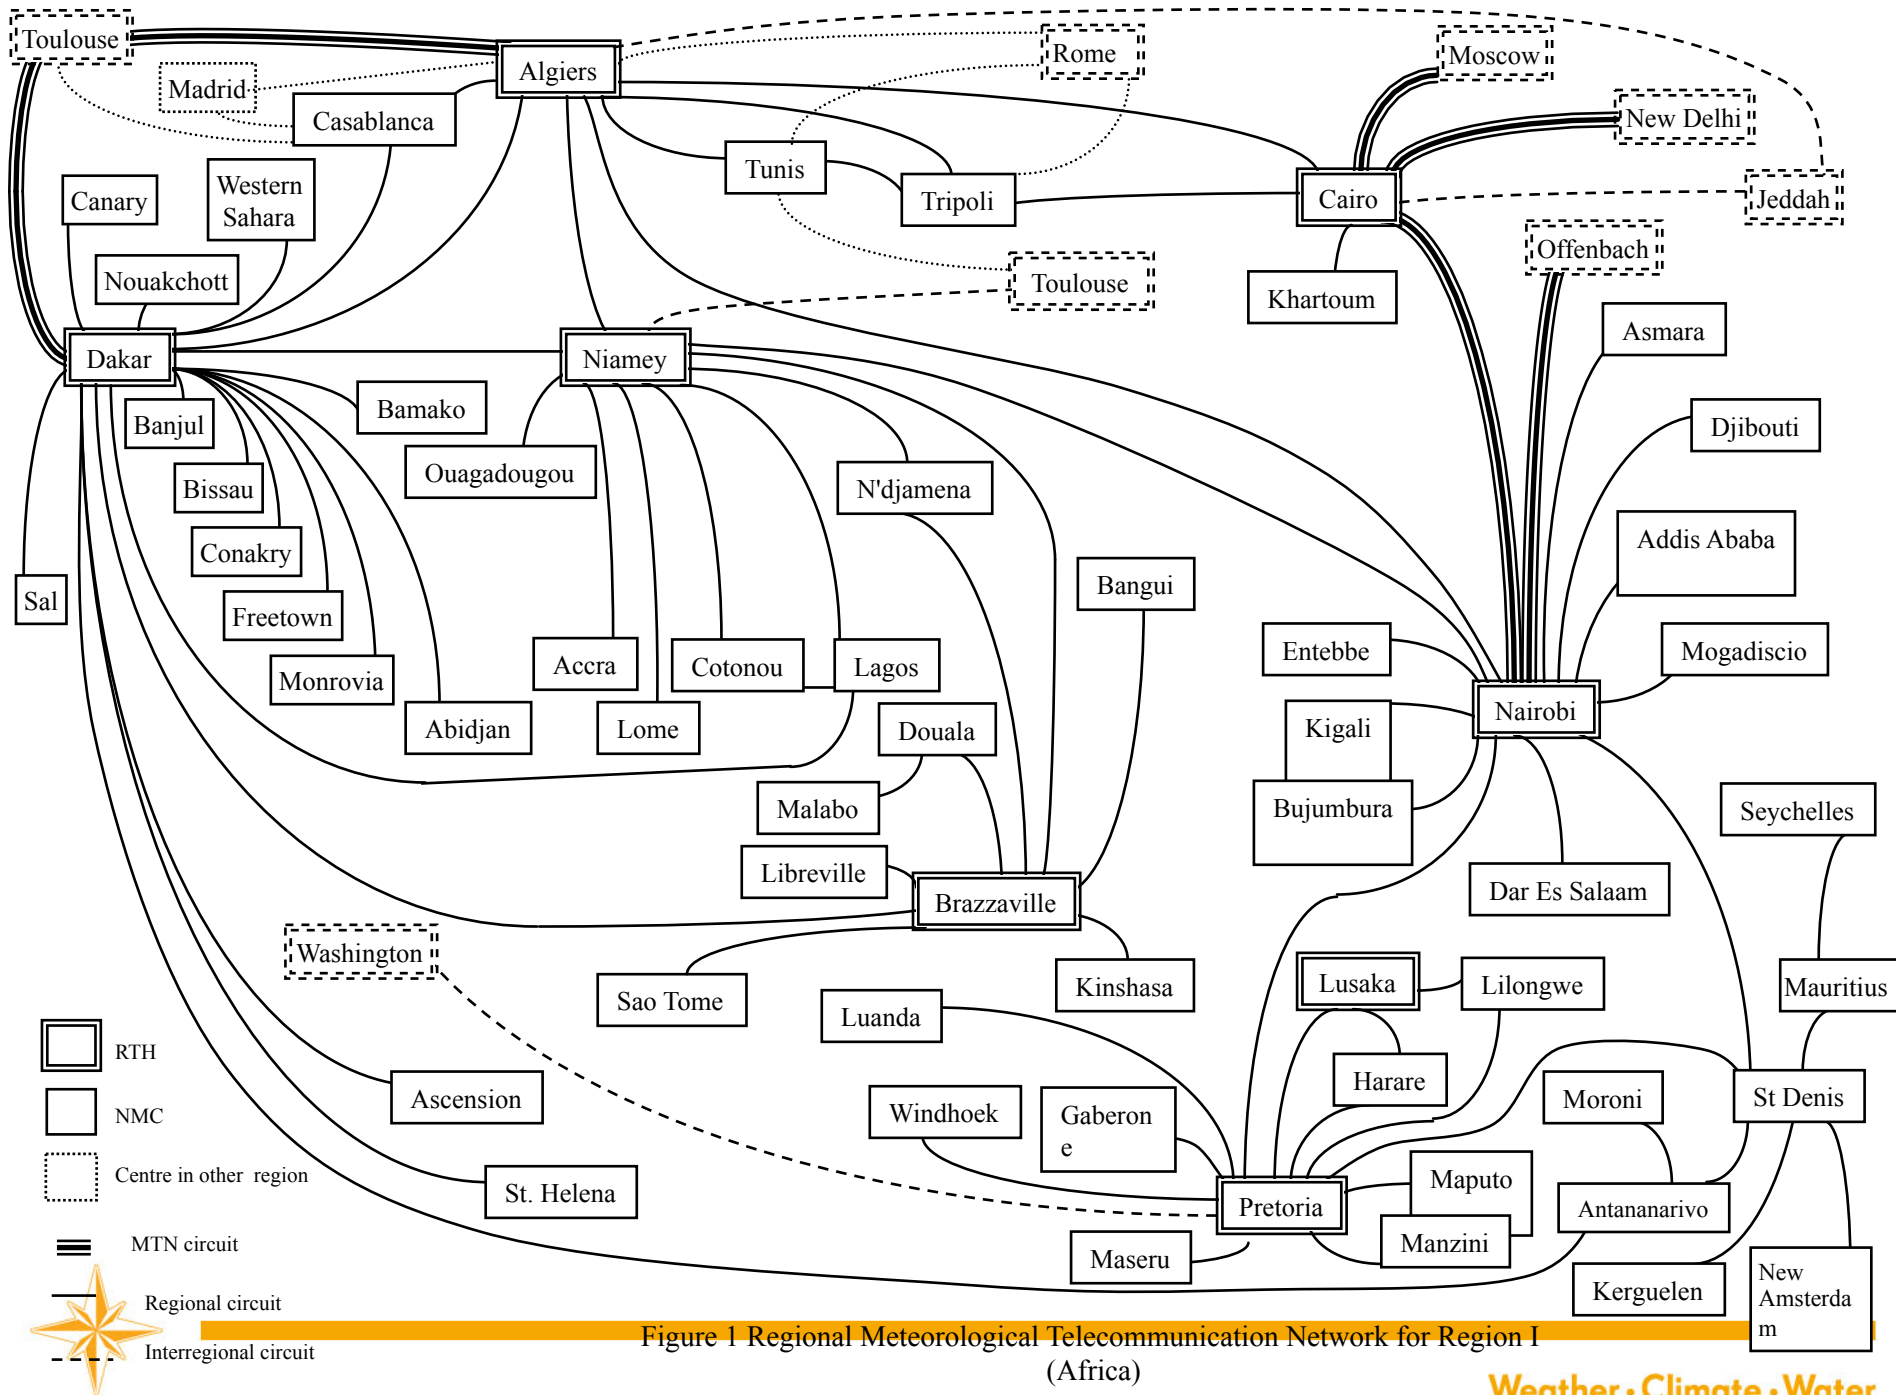 Toulouse
Algiers
Rome
Moscow
Madrid
Casablanca
New Delhi
Tunis
Tripoli
Cairo
Jeddah
Canary
Western
Sahara
Offenbach
Nouakchott
Toulouse
Khartoum
Asmara
Dakar
Niamey
Bamako
Banjul
Djibouti
Ouagadougou
N'djamena
Bissau
Conakry
Addis Ababa
Bangui
Sal
Freetown
Entebbe
Mogadiscio
Monrovia
Accra
Cotonou
Lagos
Nairobi
Abidjan
Lome
Douala
Kigali
Malabo
Bujumbura
Seychelles
Libreville
Dar Es Salaam
Brazzaville
Washington
Sao Tome
Kinshasa
Lusaka
Lilongwe
Mauritius
Luanda
RTH
Harare
Ascension
Windhoek
Gaberon
e
Moroni
St Denis
NMC
Centre in other region
St. Helena
Maputo
Pretoria
Antananarivo
MTN circuit
Maseru
Manzini
Kerguelen
New
Amsterda
m
Regional circuit
Interregional circuit
Figure 1 Regional Meteorological Telecommunication Network for Region I
(Africa)
Weather • Climate • Water